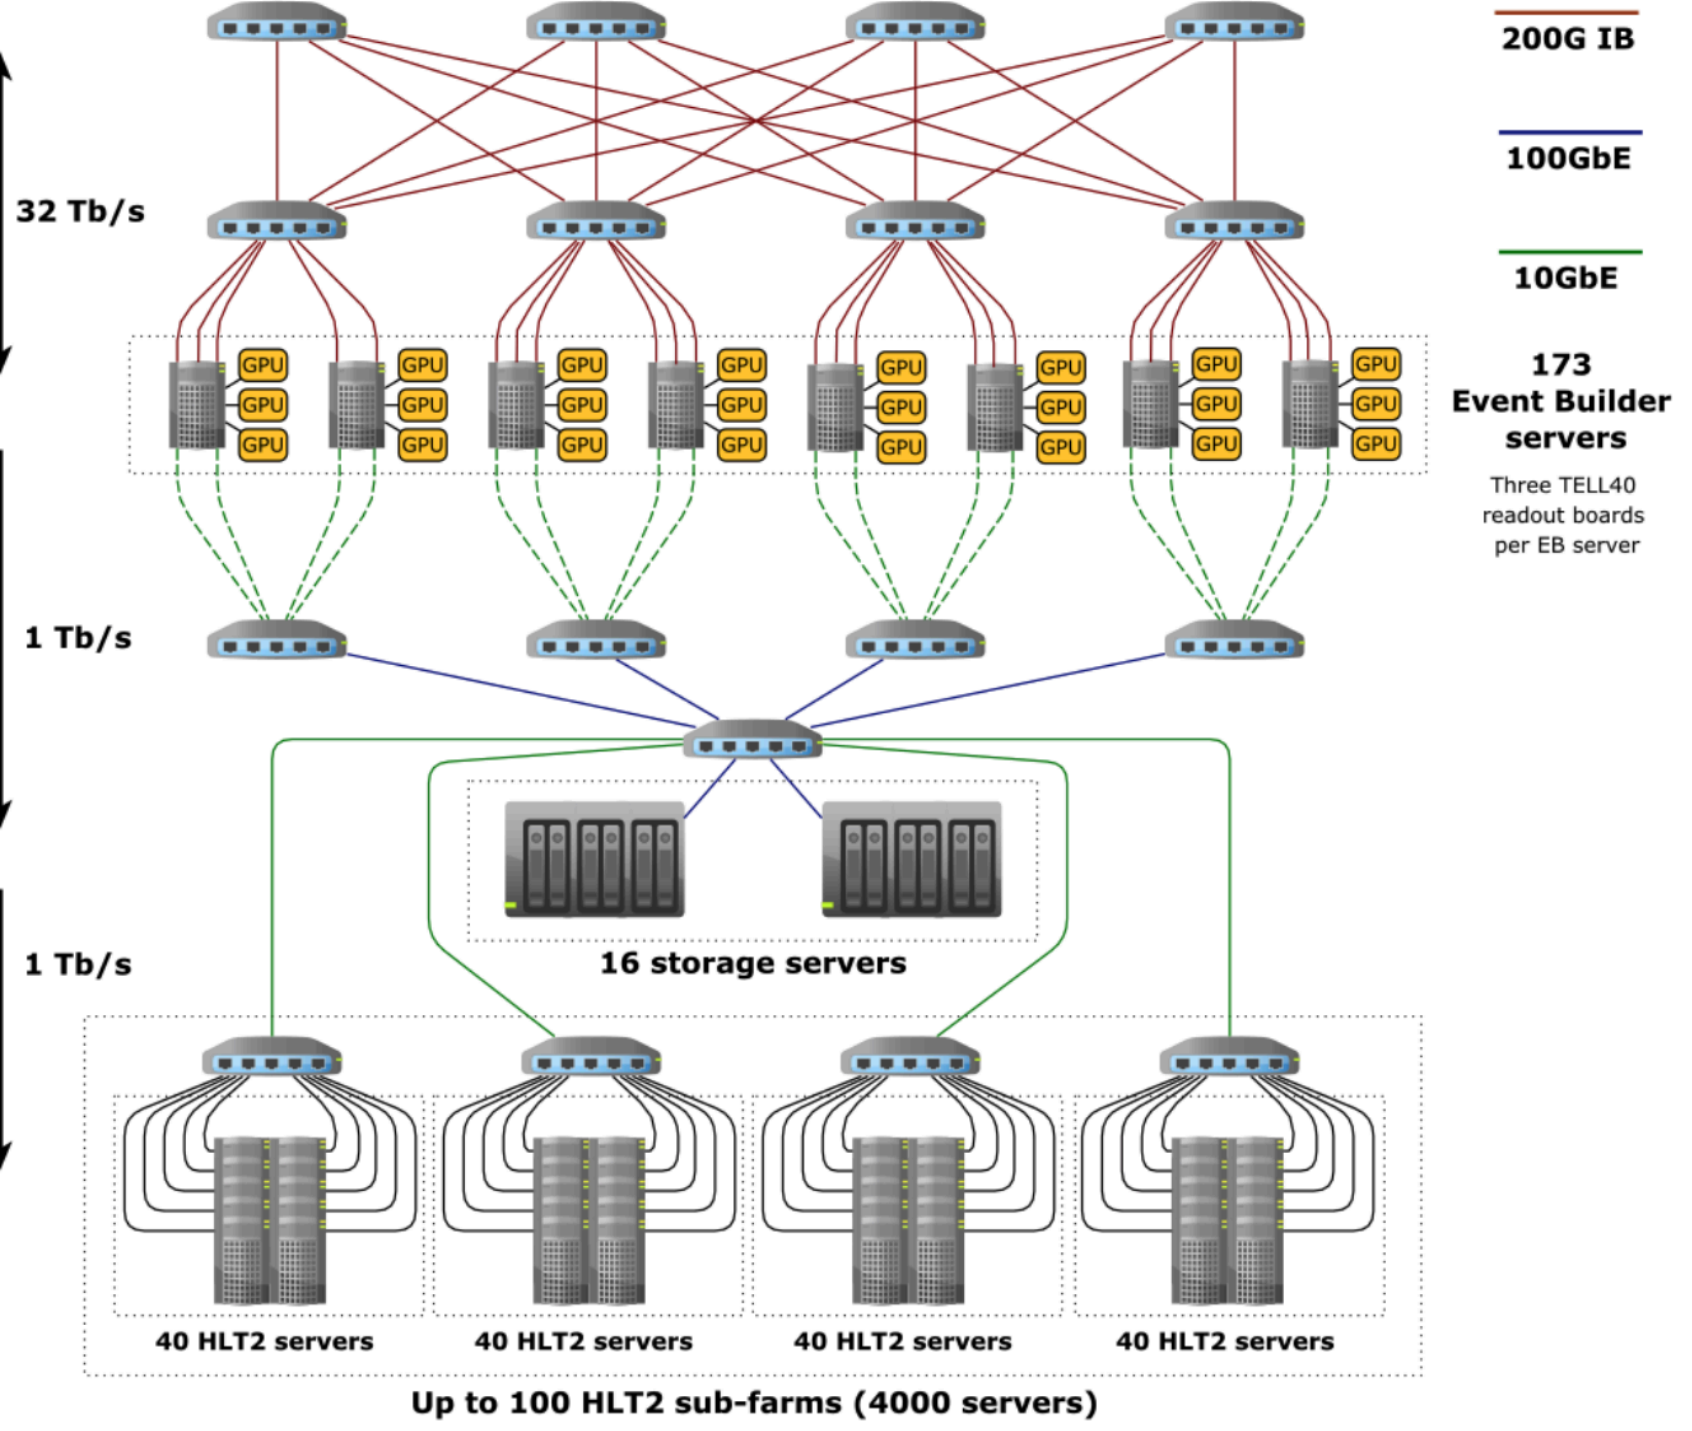 200G IB
100GbE
32 Tb/s
10GbE
GPU GPU GPU GPU GPU GPU GPU GPU
GPU GPU GPU GPU GPU GPU GPU GPU
GPU GPU GPU GPU GPU GPU GPU GPU
173
Event Builder
servers
Three TELL40
readout boards
per EB server
1 Tb/s
16 storage servers
1 Tb/s
40 HLT2 servers
40 HLT2 servers
40 HLT2 servers
40 HLT2 servers
Up to 100 HLT2 sub-farms (4000 servers)